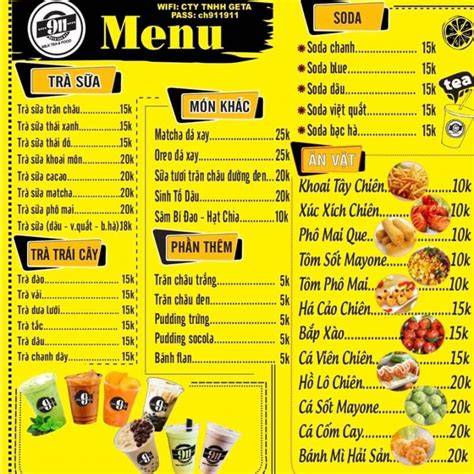 911
MILK TEA & FOOD
WIFI: CTY TNHH GETA
PASS: ch911911
Menu
TRÀ SỮA
Trà sữa trân châu.....15k
Trà sữa thái xanh.....15k
Trà sữa thái đỏ.....15k
Trà sữa khoai môn.....20k
Trà sữa cacao.....20k
Trà sữa matcha.....20k
Trà sữa phô mai.....20k
Trà sữa (dâu - v.quất - b.hà)18k
TRÀ TRÁI CÂY
Trà đào.....15k
Trà vải.....15k
Trà dưa lưới.....15k
Trà tắc.....15k
Trà dâu.....15k
Trà chanh dây.....15k
MÓN KHÁC
Matcha đá xay.....25k
Oreo đá xay.....25k
Sữa tươi trân châu đường đen.....20k
Sinh Tố Dâu.....20k
Sâm Bí Đao - Hạt Chia.....10k
PHẦN THÊM
Trân châu trắng.....5k
Trân châu đen.....5k
Pudding trứng.....5k
Pudding socola.....5k
Bánh flan.....5k
SODA
Soda chanh.....15k
Soda blue.....15k
Soda dâu.....15k
Soda việt quất.....15k
Soda bạc hà.....15k
tea
ĂN VẶT
Khoai Tây Chiên 10k
Xúc Xích Chiên 10k
Phô Mai Que 10k
Tôm Sốt Mayone 10k
Tôm Phô Mai 10k
Há Cảo Chiên 15k
Bắp Xào 15k
Cá Viên Chiên 15k
Hồ Lô Chiên 20k
Cá Sốt Mayone 20k
Cá Cốm Cay 20k
Bánh Mì Hải Sản 20k